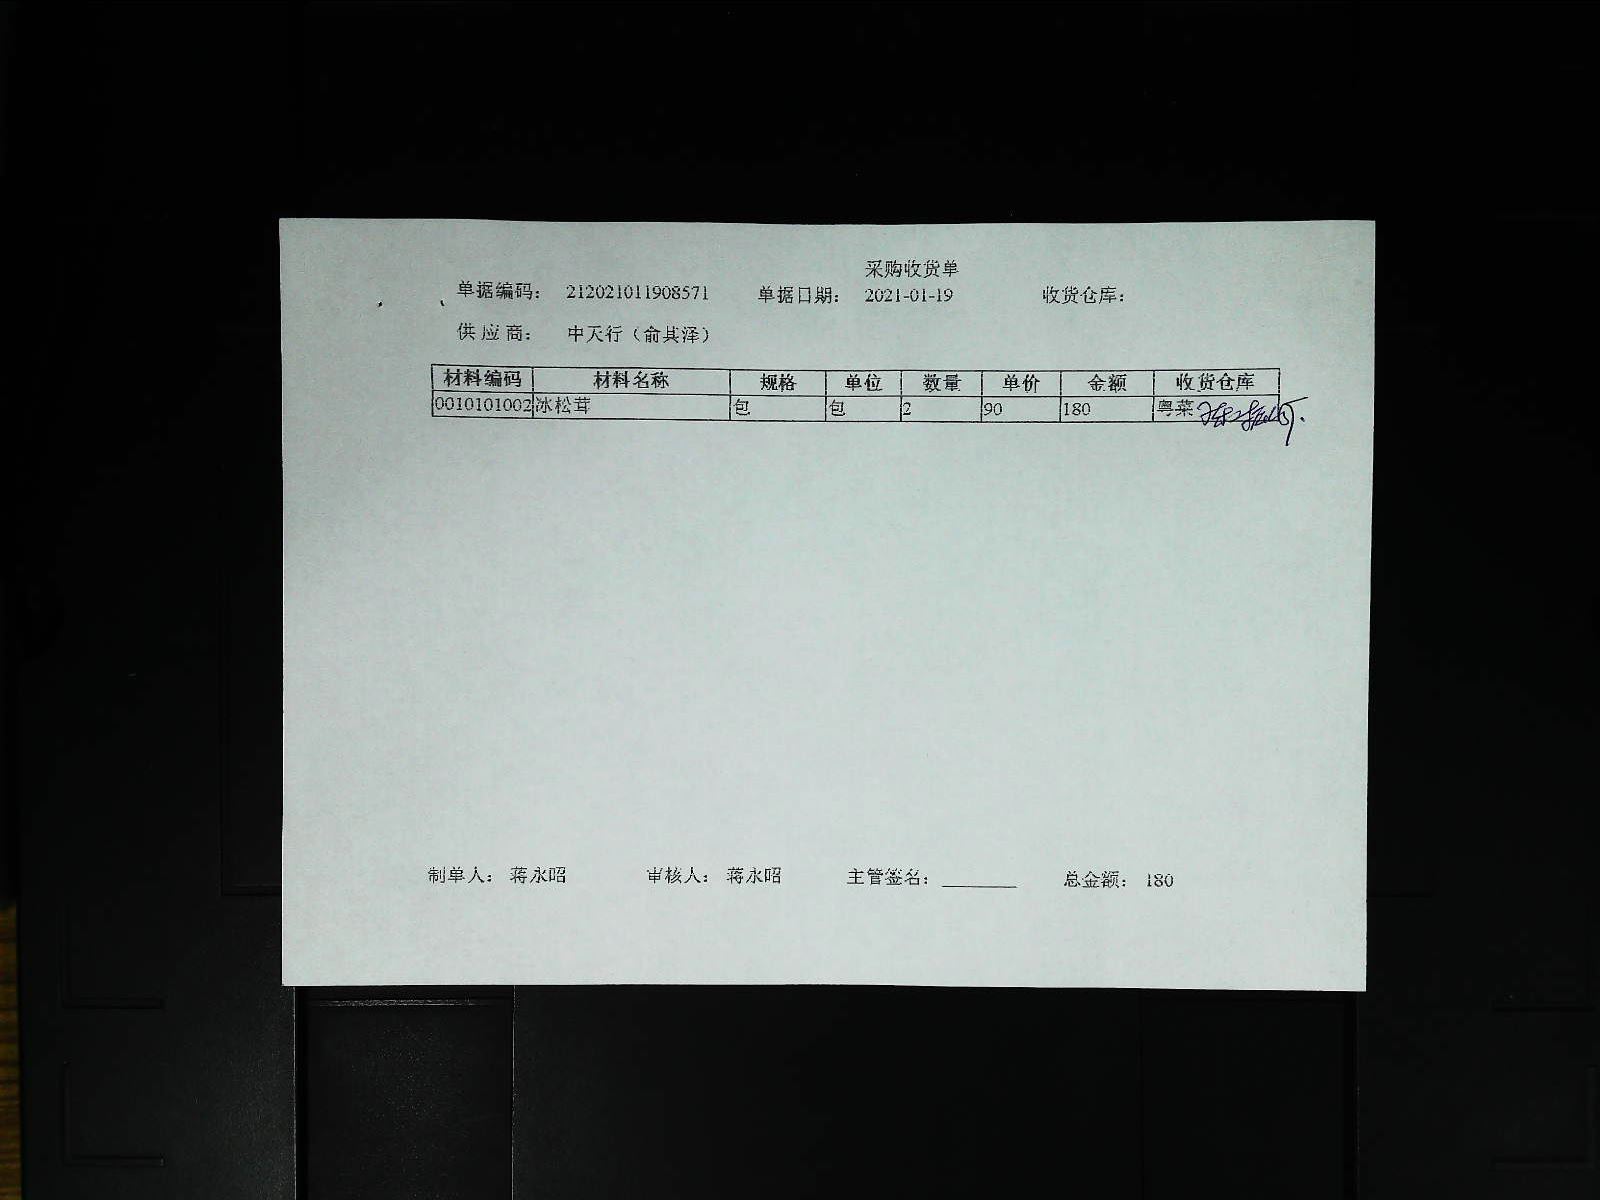 采购收货单
单据编码： 212021011908571 单据日期： 2021-01-19 收货仓库：
供应商： 中天行（俞其泽）
材料编码 材料名称 规格 单位 数量 单价 金额 收货仓库
0010101002 冰松茸 包 包 2 90 180 粤菜
制单人： 蒋永昭 审核人： 蒋永昭 主管签名：________ 总金额： 180